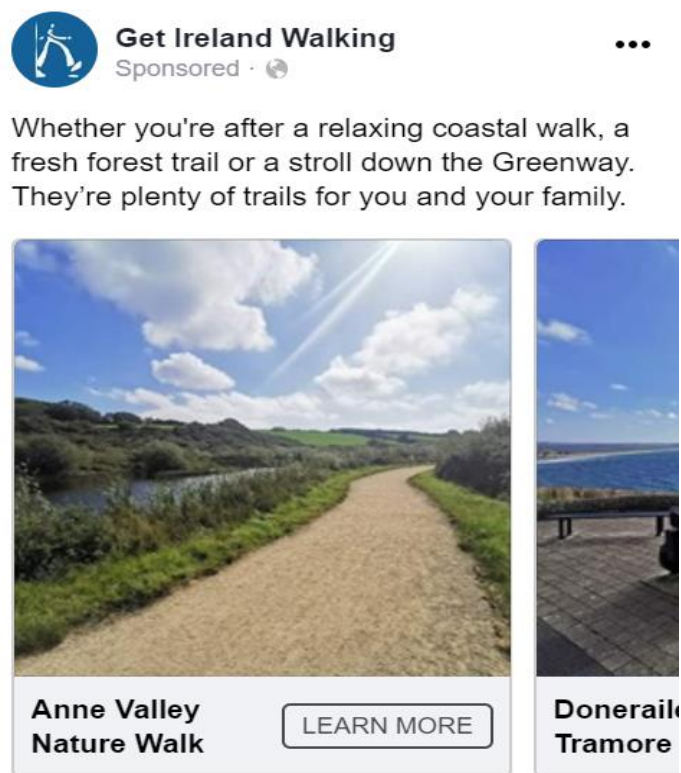 Get Ireland Walking
Sponsored ·
Whether you're after a relaxing coastal walk, a
fresh forest trail or a stroll down the Greenway.
They’re plenty of trails for you and your family.
Anne Valley
Nature Walk
LEARN MORE
Tramore